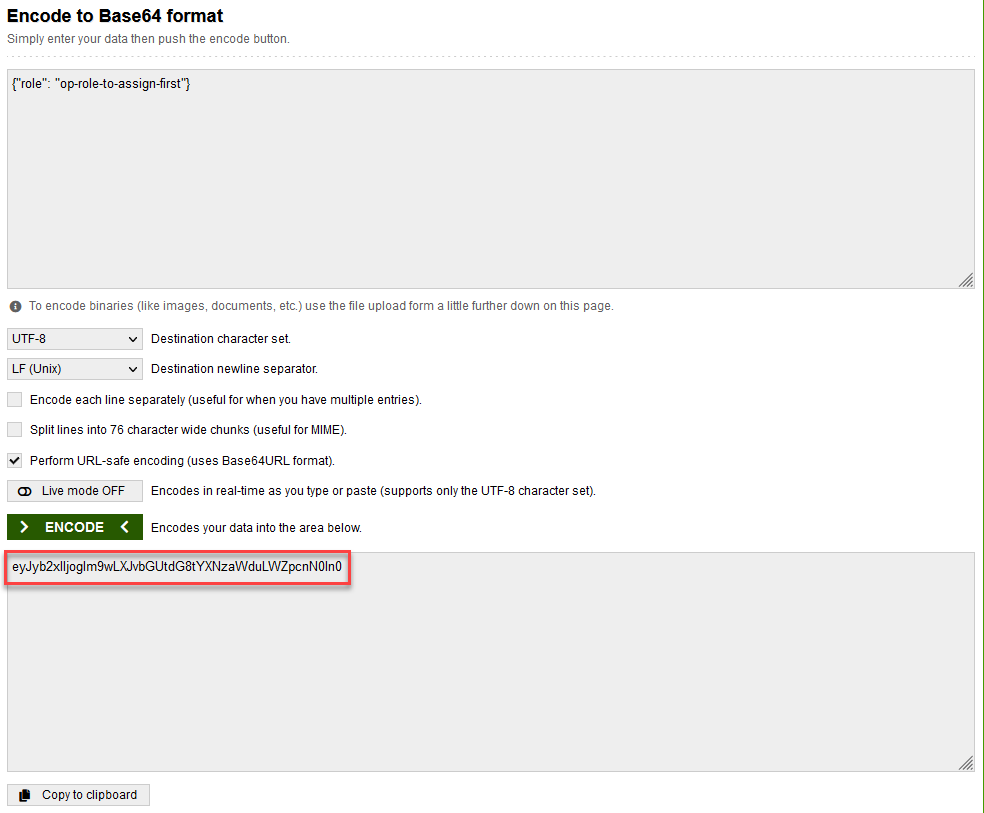 Encode to Base64 format
Simply enter your data then push the encode button.
{"role": "op-role-to-assign-first"}
To encode binaries (like images, documents, etc.) use the file upload form a little further down on this page.
UTF-8 Destination character set.
LF (Unix) Destination newline separator.
Encode each line separately (useful for when you have multiple entries).
Split lines into 76 character wide chunks (useful for MIME).
Perform URL-safe encoding (uses Base64URL format).
Live mode OFF Encodes in real-time as you type or paste (supports only the UTF-8 character set).
ENCODE Encodes your data into the area below.
eyJyb2xlIjogIm9wLXJvbGUtdG8tYXNzaWduLWZpcnN0In0
Copy to clipboard